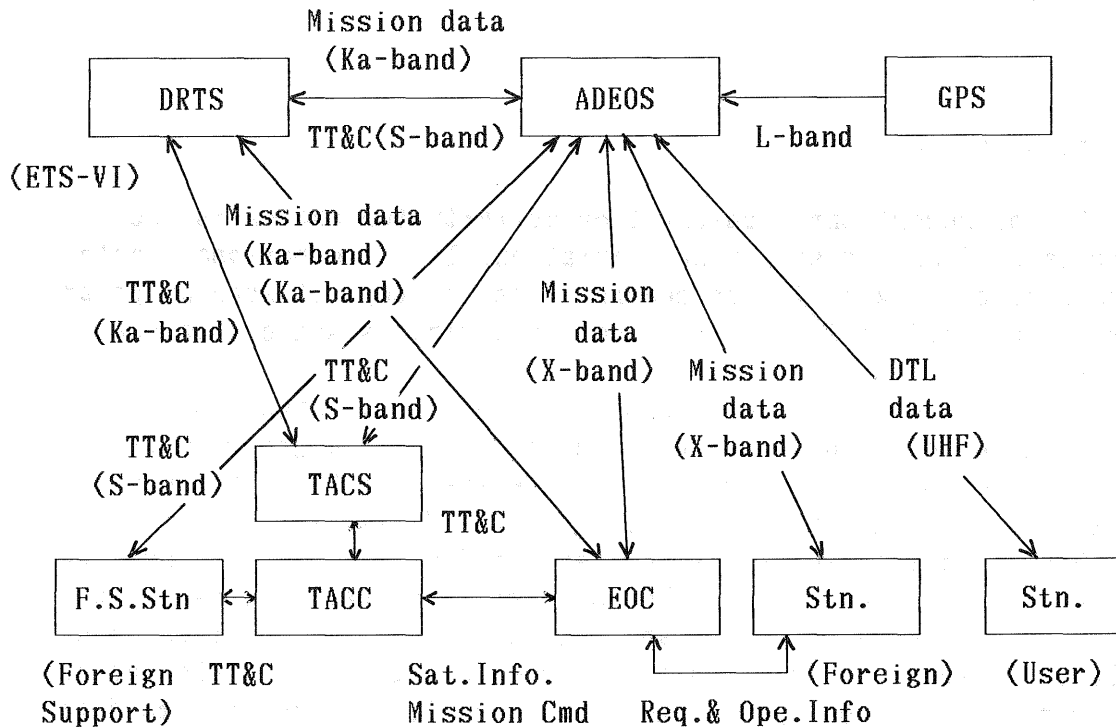 Mission data
(Ka-band)
DRTS
ADEOS
GPS
TT&C(S-band)
L-band
(ETS-VI)
Mission data
(Ka-band)
(Ka-band)
TT&C
(Ka-band)
Mission
data
(X-band)
Mission
data
(X-band)
DTL
data
(UHF)
TT&C
(S-band)
TT&C
(S-band)
TACS
TT&C
F.S.Stn
TACC
EOC
Stn.
Stn.
(Foreign TT&C
Support)
Sat.Info.
Mission Cmd
Req.& Ope.Info
(Foreign)
(User)